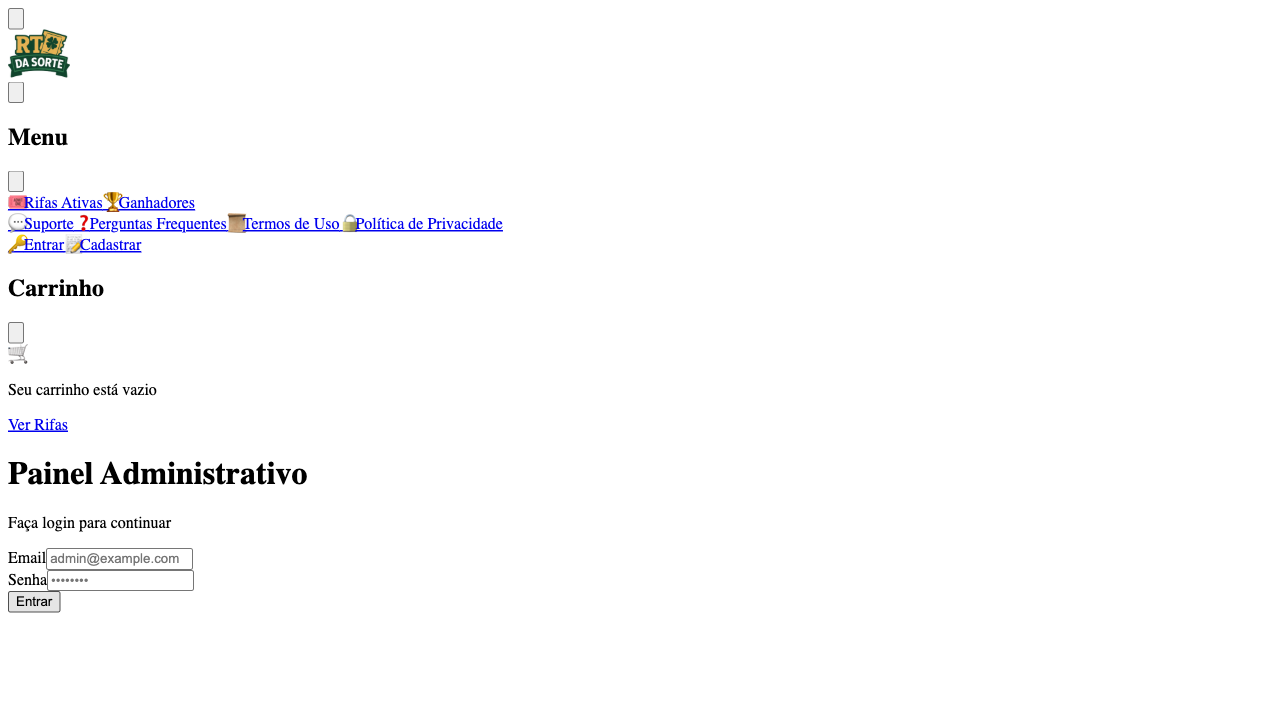 RT
DA SORTE
Menu
Rifas Ativas Ganhadores
Suporte Perguntas Frequentes Termos de Uso Política de Privacidade
Entrar Cadastrar
Carrinho
Seu carrinho está vazio
Ver Rifas
Painel Administrativo
Faça login para continuar
Email admin@example.com
Senha ••••••••
Entrar